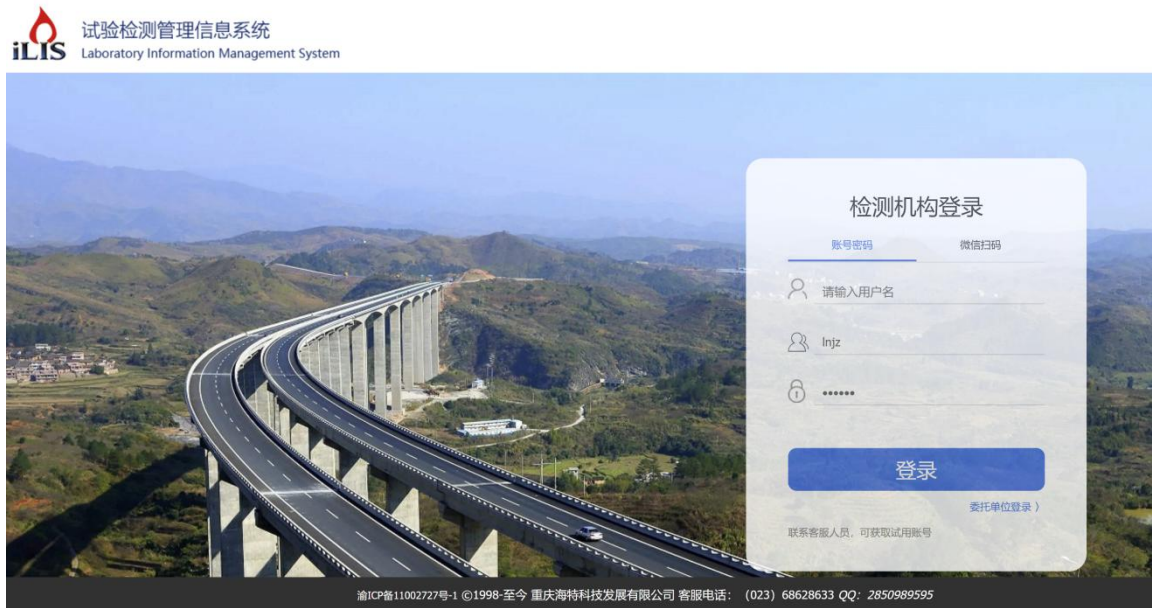 iLIS
试验检测管理信息系统
Laboratory Information Management System
检测机构登录
账号密码 微信扫码
请输入用户名
lnjz
••••••
登录
委托单位登录 〉
联系客服人员，可获取试用账号
渝ICP备11002727号-1 ©1998-至今 重庆海特科技发展有限公司 客服电话： (023) 68628633 QQ: 2850989595